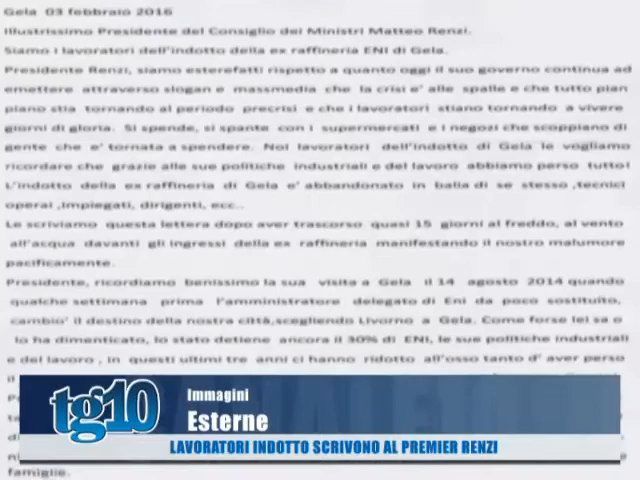 Gela 03 febbraio 2016
Illustrissimo Presidente del Consiglio dei Ministri Matteo Renzi.
Siamo i lavoratori dell'indotto della ex raffineria ENI di Gela.
Presidente Renzi, siamo esterefatti rispetto a quanto oggi il suo governo continua ad
emettere attraverso slogan e massmedia che la crisi e' alle spalle e che tutto pian
piano stia tornando al periodo precrisi e che i lavoratori stiano tornando a vivere
giorni di gloria. Si spende, si spante con i supermercati e i negozi che scoppiano di
gente che e' tornata a spendere. Noi lavoratori dell'indotto di Gela le vogliamo
ricordare che grazie alle sue politiche industriali e del lavoro abbiamo perso tutto!
L'indotto della ex raffineria di Gela e' abbandonato in balia di se stesso ,tecnici
operai ,impiegati, dirigenti, ecc..
Le scriviamo questa lettera dopo aver trascorso quasi 15 giorni al freddo, al vento
all'acqua davanti gli ingressi della ex raffineria manifestando il nostro malumore
pacificamente.
Presidente, ricordiamo benissimo la sua visita a Gela il 14 agosto 2014 quando
qualche settimana prima l'amministratore delegato di Eni da poco sostituito,
cambio' il destino della nostra città,scegliendo Livorno a Gela. Come forse lei sa o
lo ha dimenticato, lo stato detiene ancora il 30% di ENI, le sue politiche industriali
e del lavoro , in questi ultimi tre anni ci hanno ridotto all'osso tanto d' aver perso
tg10
Immagini
Esterne
LAVORATORI INDOTTO SCRIVONO AL PREMIER RENZI
famiglie.